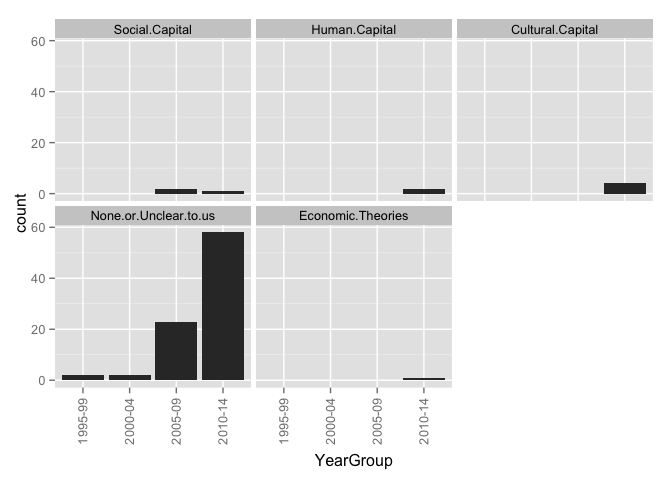 Social.Capital
Human.Capital
Cultural.Capital
60
40
20
0
None.or.Unclear.to.us
Economic.Theories
60
40
20
0
count
1995-99
2000-04
2005-09
2010-14
1995-99
2000-04
2005-09
2010-14
YearGroup